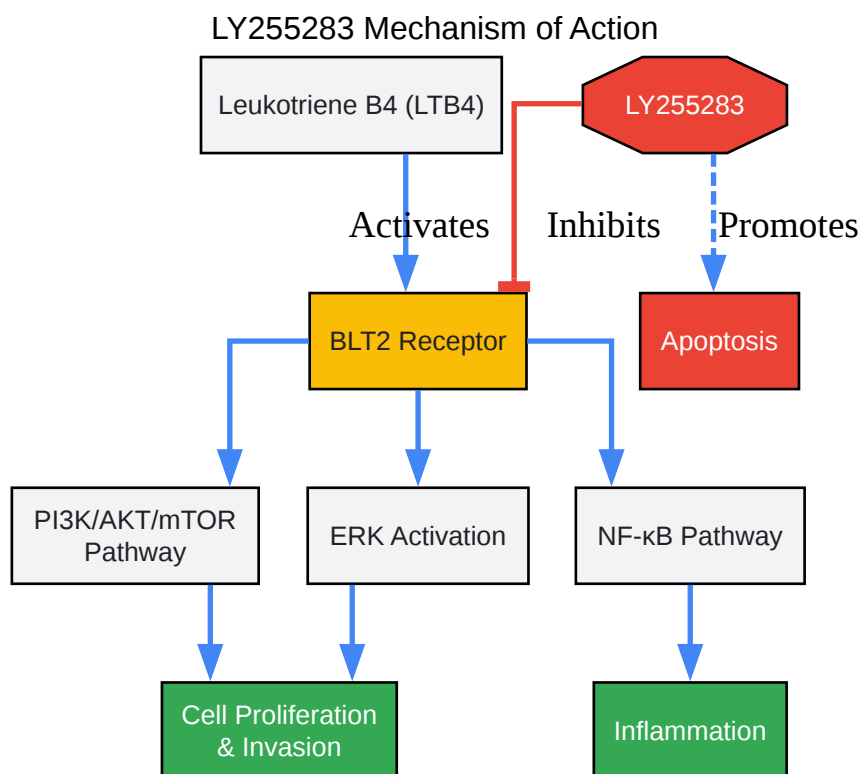 LY255283 Mechanism of Action
Leukotriene B4 (LTB4)
LY255283
Activates
Inhibits
Promotes
BLT2 Receptor
Apoptosis
PI3K/AKT/mTOR
Pathway
ERK Activation
NF-κB Pathway
Cell Proliferation
& Invasion
Inflammation